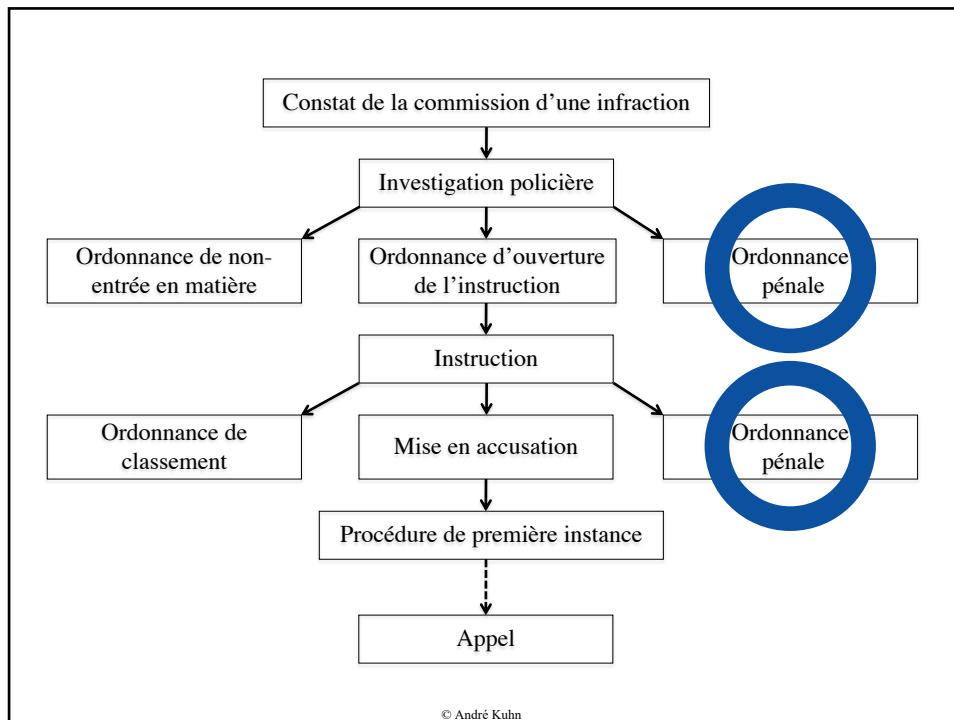 Constat de la commission d’une infraction
Investigation policière
Ordonnance de non-
entrée en matière
Ordonnance d’ouverture
de l’instruction
Ordonnance
pénale
Instruction
Ordonnance de
classement
Mise en accusation
Ordonnance
pénale
Procédure de première instance
Appel
© André Kuhn